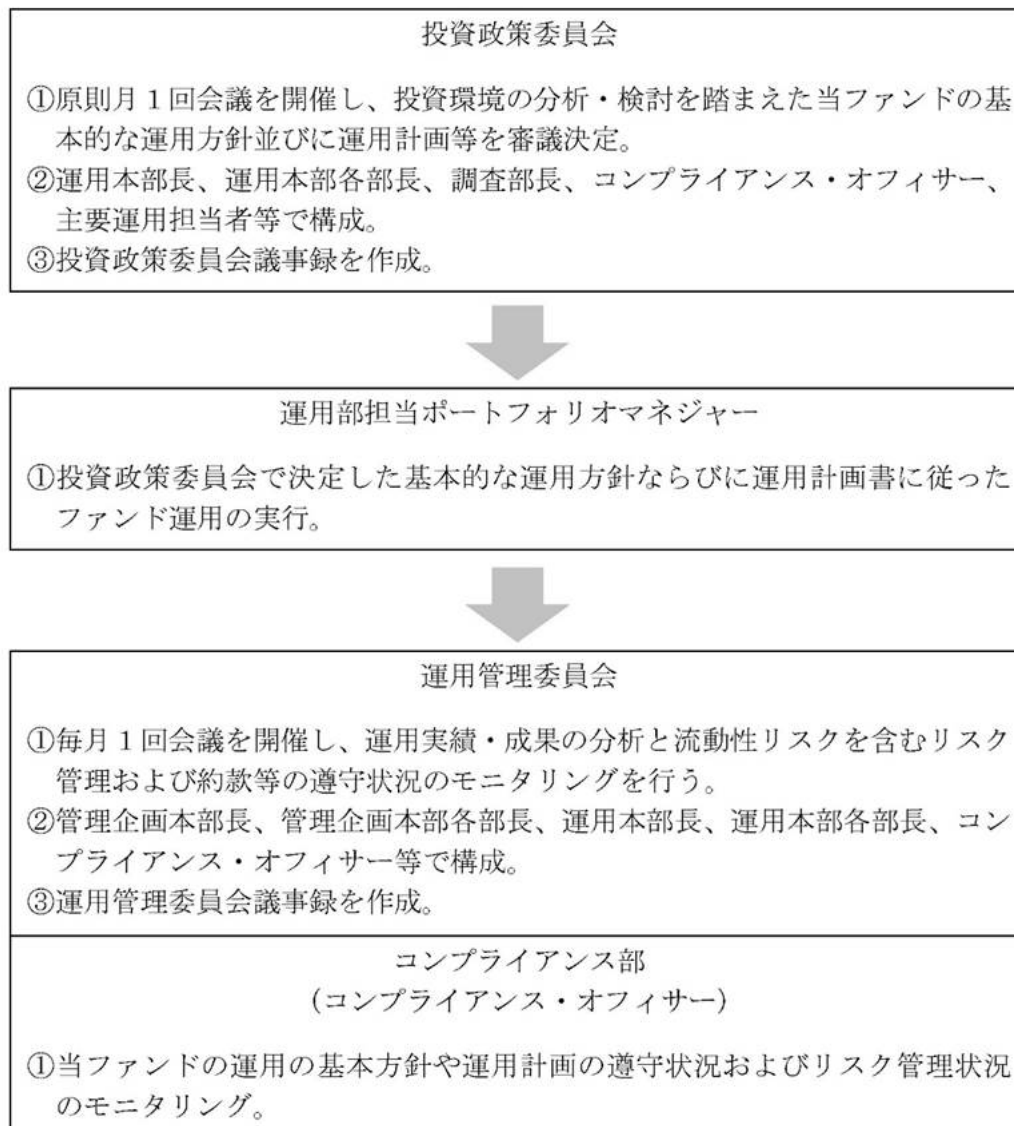 投資政策委員会
①原則月1回会議を開催し、投資環境の分析・検討を踏まえた当ファンドの基
本的な運用方針並びに運用計画等を審議決定。
②運用本部長、運用本部各部長、調査部長、コンプライアンス・オフィサー、
主要運用担当者等で構成。
③投資政策委員会議事録を作成。
運用部担当ポートフォリオマネジャー
①投資政策委員会で決定した基本的な運用方針ならびに運用計画書に従った
ファンド運用の実行。
運用管理委員会
①毎月1回会議を開催し、運用実績・成果の分析と流動性リスクを含むリスク
管理および約款等の遵守状況のモニタリングを行う。
②管理企画本部長、管理企画本部各部長、運用本部長、運用本部各部長、コン
プライアンス・オフィサー等で構成。
③運用管理委員会議事録を作成。
コンプライアンス部
（コンプライアンス・オフィサー）
①当ファンドの運用の基本方針や運用計画の遵守状況およびリスク管理状況
のモニタリング。